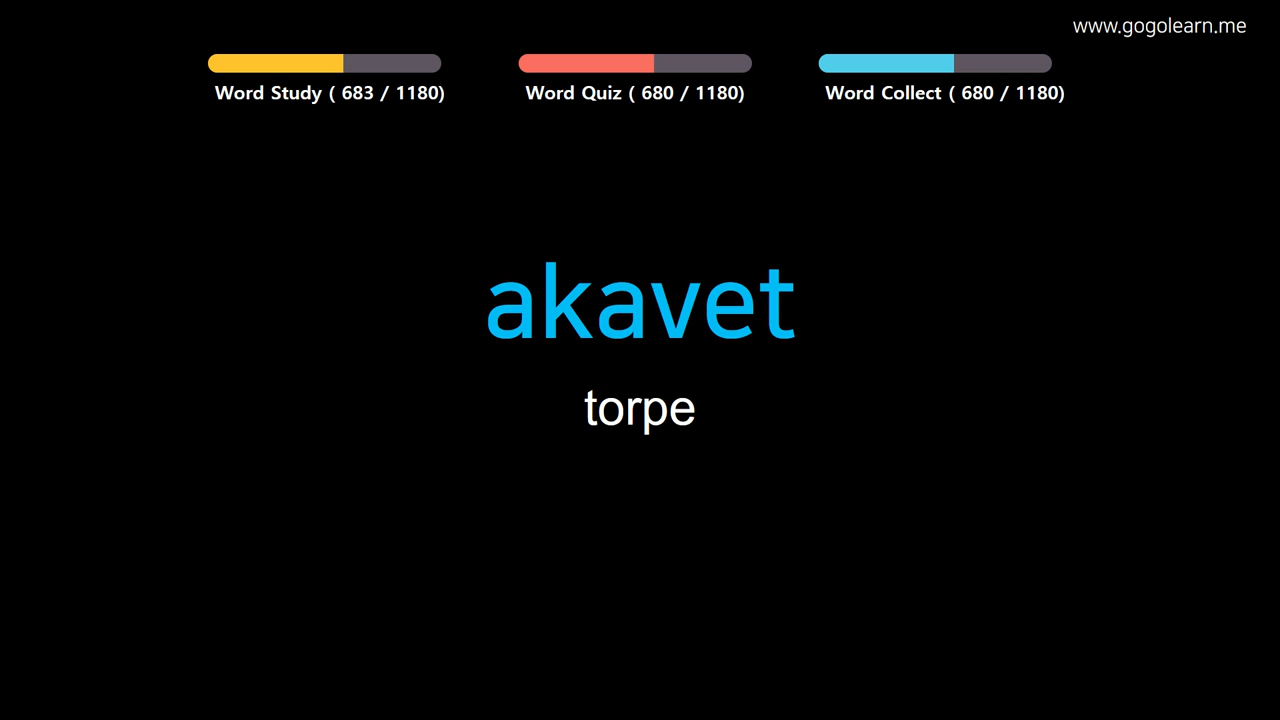 www.gogolearn.me
Word Study ( 683 / 1180)
Word Quiz ( 680 / 1180)
Word Collect ( 680 / 1180)
akavet
torpe